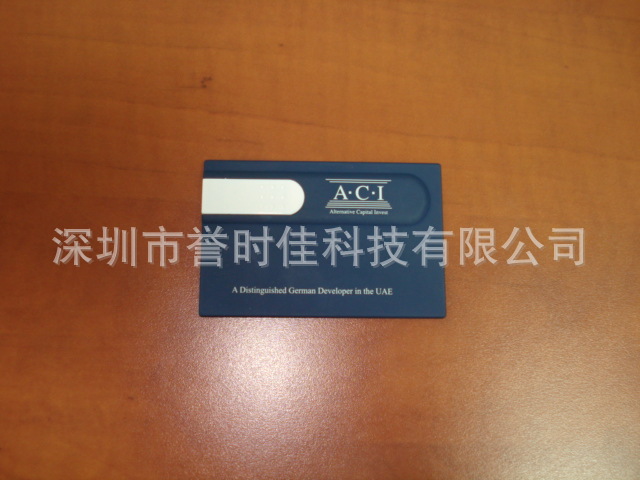 A·C·I
Alternative Capital Invest
深圳市誉时佳科技有限公司
A Distinguished German Developer in the UAE